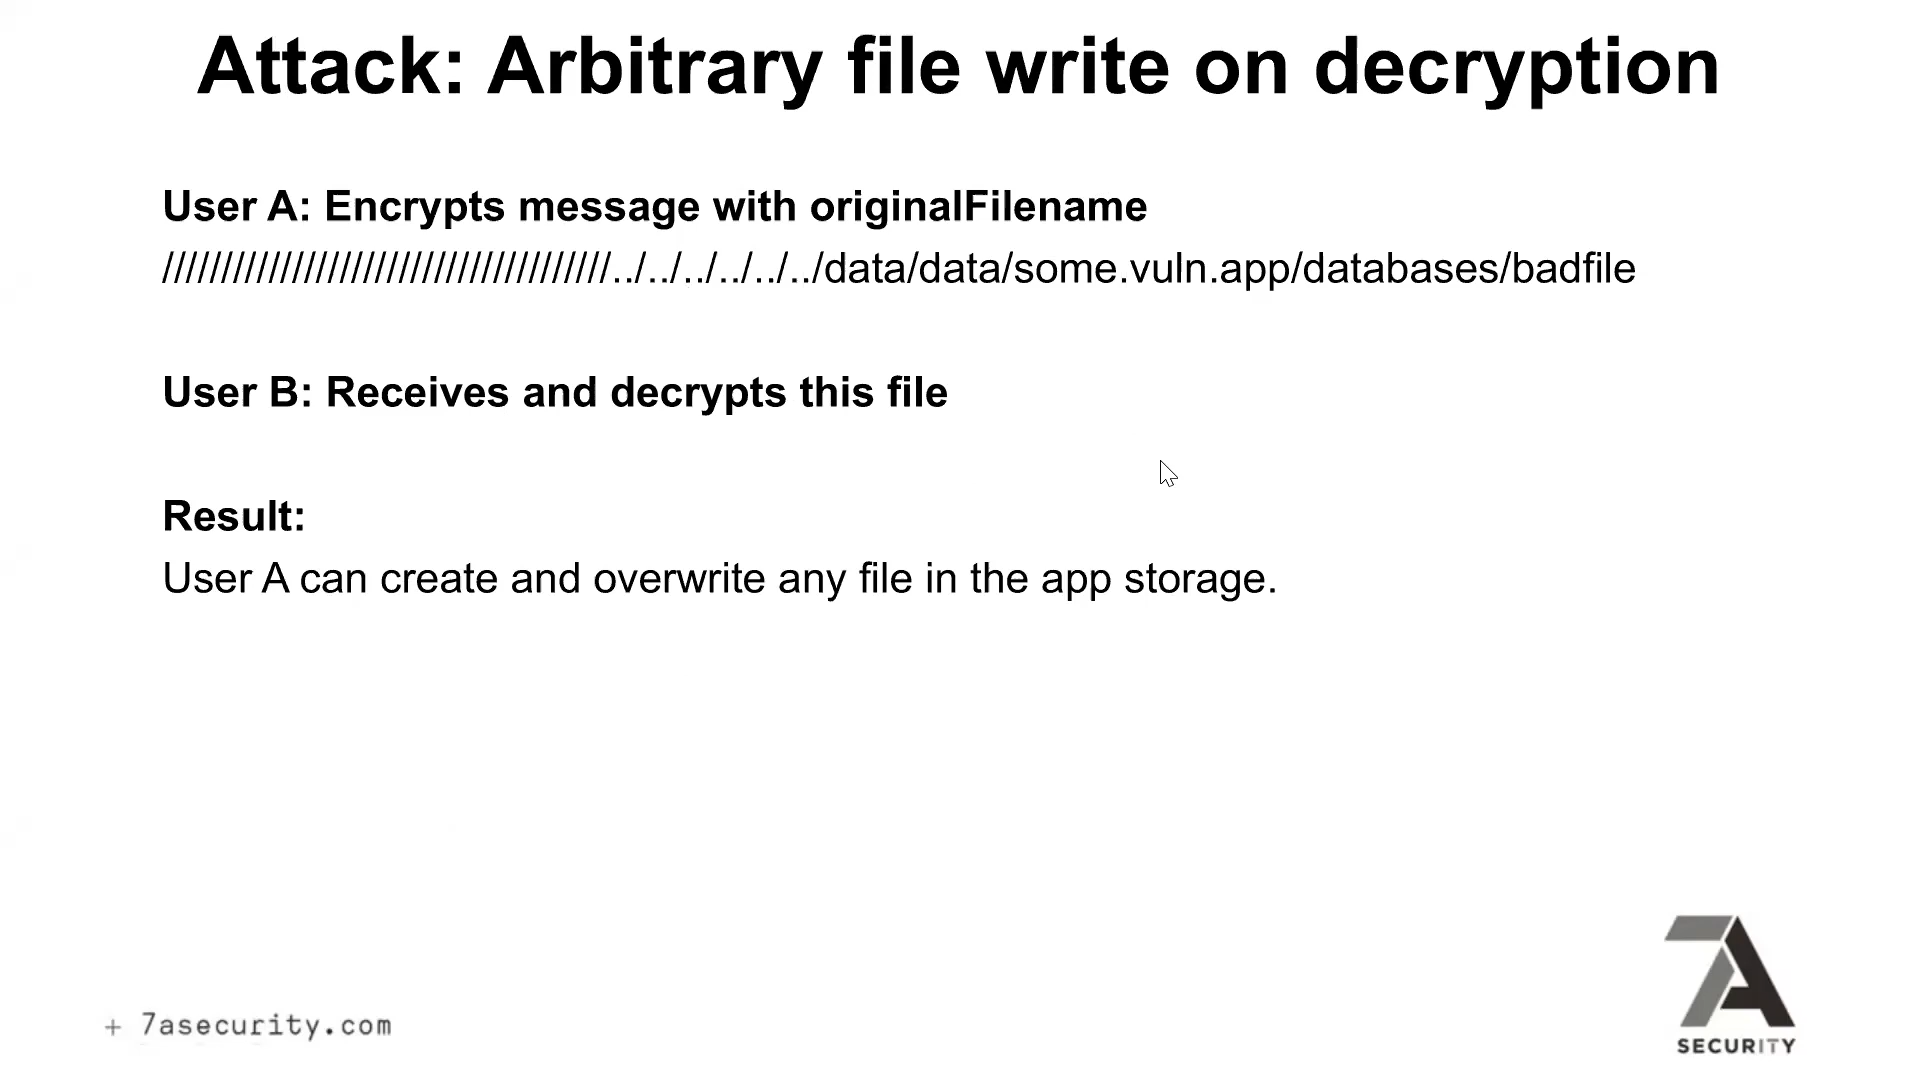 Attack: Arbitrary file write on decryption
User A: Encrypts message with originalFilename
//////////////////////////////////////../../../../../../data/data/some.vuln.app/databases/badfile
User B: Receives and decrypts this file
Result:
User A can create and overwrite any file in the app storage.
+ 7asecurity.com
7A
SECURITY